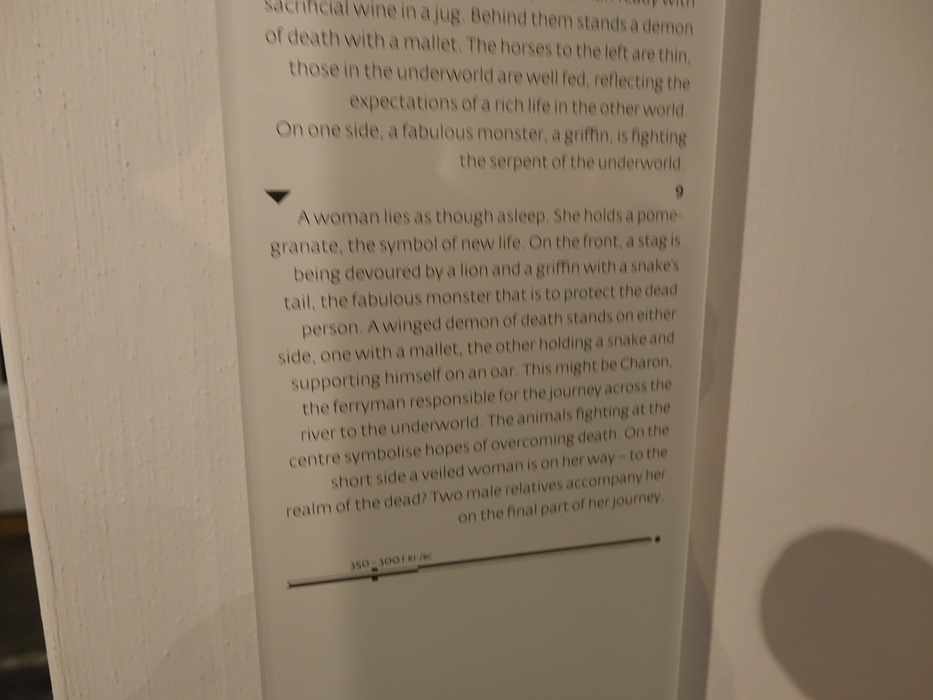 ready with
sacrificial wine in a jug. Behind them stands a demon
of death with a mallet. The horses to the left are thin,
those in the underworld are well fed, reflecting the
expectations of a rich life in the other world.
On one side, a fabulous monster, a griffin, is fighting
the serpent of the underworld.
9
A woman lies as though asleep. She holds a pome-
granate, the symbol of new life. On the front, a stag is
being devoured by a lion and a griffin with a snake's
tail, the fabulous monster that is to protect the dead
person. A winged demon of death stands on either
side, one with a mallet, the other holding a snake and
supporting himself on an oar. This might be Charon,
the ferryman responsible for the journey across the
river to the underworld. The animals fighting at the
centre symbolise hopes of overcoming death. On the
short side a veiled woman is on her way – to the
realm of the dead? Two male relatives accompany her
on the final part of her journey.
350 - 300 f.Kr./BC